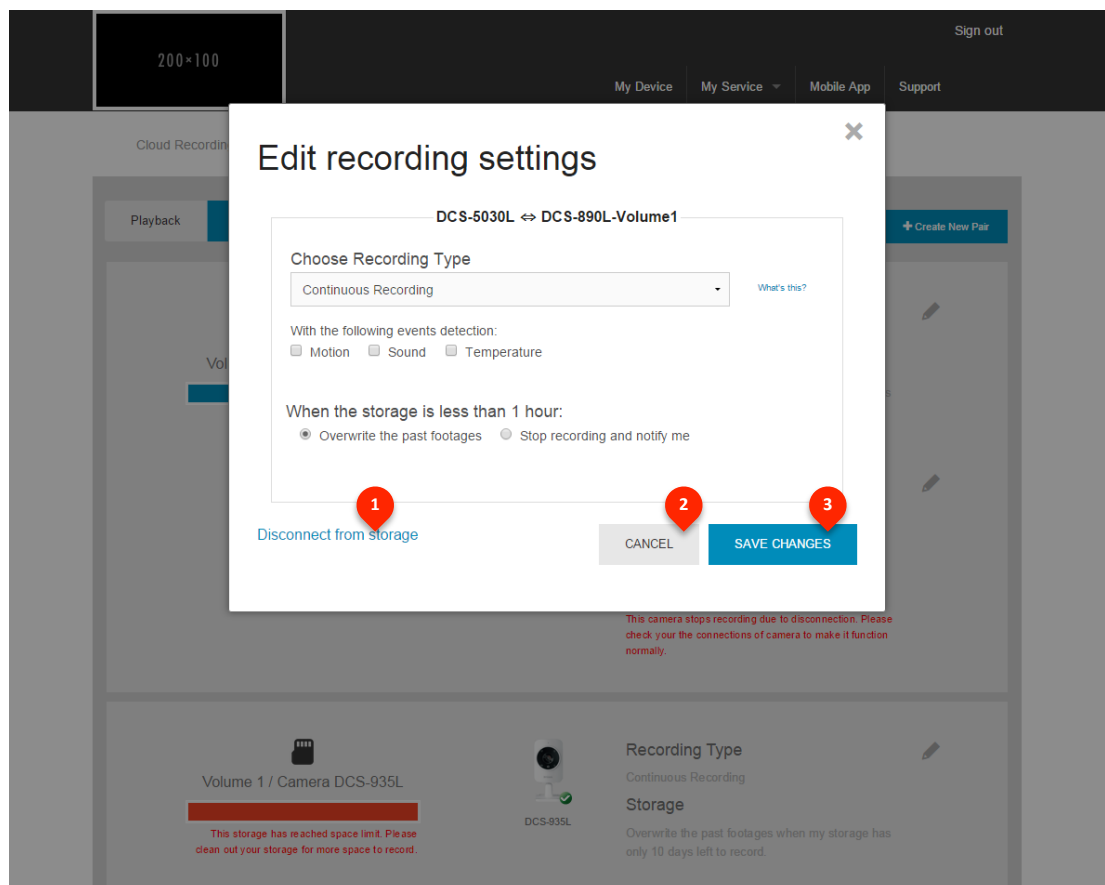 200×100
Sign out
My Device My Service Mobile App Support
Cloud Recordin
Edit recording settings
Playback
+ Create New Pair
DCS-5030L ⇔ DCS-890L-Volume1
Choose Recording Type
Continuous Recording
What's this?
With the following events detection:
Motion Sound Temperature
Vol
s
When the storage is less than 1 hour:
Overwrite the past footages Stop recording and notify me
1
2
3
Disconnect from storage
CANCEL
SAVE CHANGES
This camera stops recording due to disconnection. Please
check your the connections of camera to make it function
normally.
Volume 1 / Camera DCS-935L
This storage has reached space limit. Please
clean out your storage for more space to record.
DCS-935L
Recording Type
Continuous Recording
Storage
Overwrite the past footages when my storage has
only 10 days left to record.